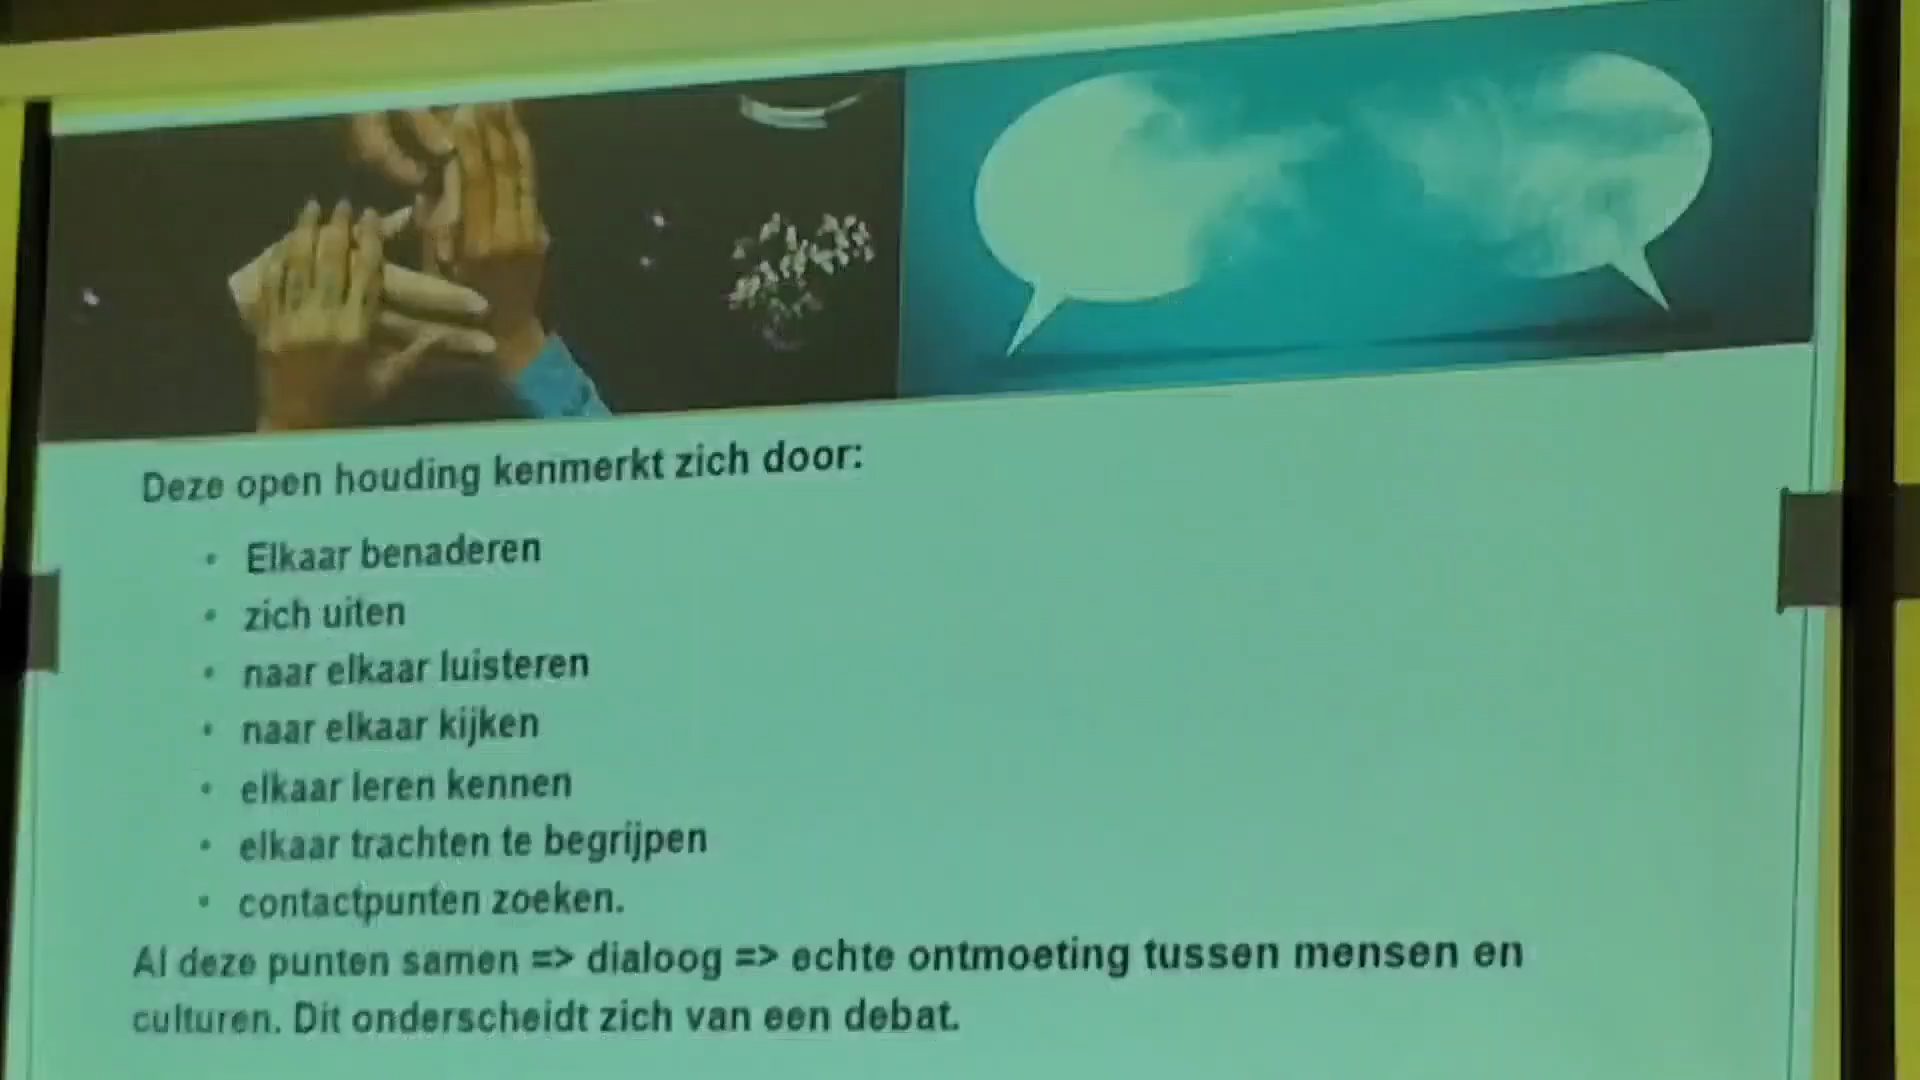 Deze open houding kenmerkt zich door:
• Elkaar benaderen
• zich uiten
• naar elkaar luisteren
• naar elkaar kijken
• elkaar leren kennen
• elkaar trachten te begrijpen
• contactpunten zoeken.
Al deze punten samen => dialoog => echte ontmoeting tussen mensen en
culturen. Dit onderscheidt zich van een debat.